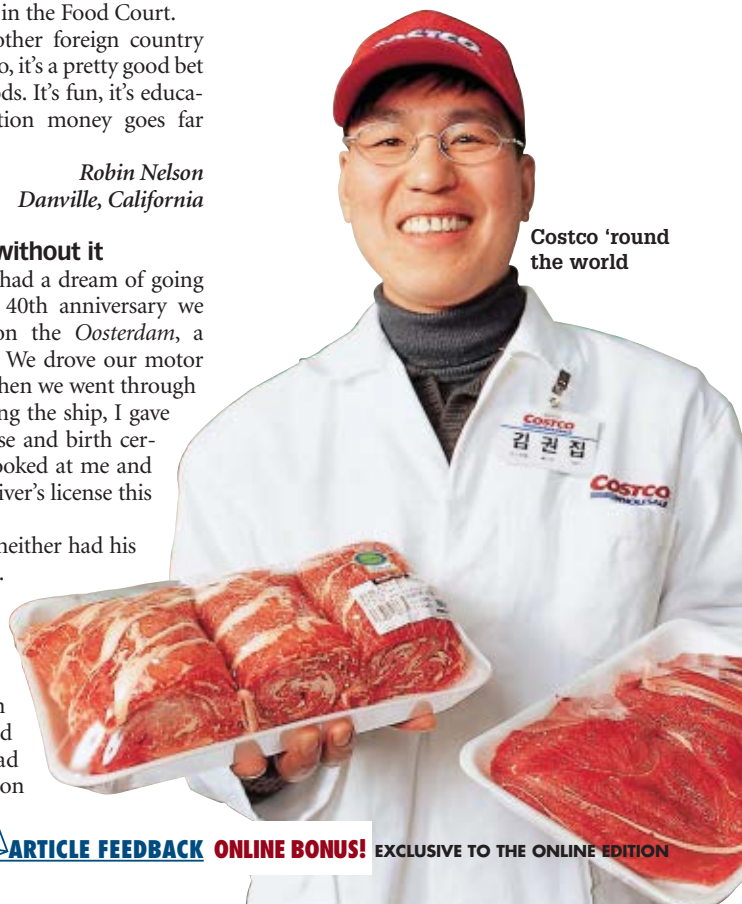 in the Food Court.
other foreign country
o, it's a pretty good bet
ds. It's fun, it's educa-
tion money goes far
Robin Nelson
Danville, California
without it
had a dream of going
40th anniversary we
on the Oosterdam, a
We drove our motor
hen we went through
ng the ship, I gave
se and birth cer-
ooked at me and
iver's license this
neither had his
.
n
d
ad
on
COSTCO
Costco 'round
the world
COSTCO
김권집
COSTCO
WHOLESALE
ARTICLE FEEDBACK ONLINE BONUS! EXCLUSIVE TO THE ONLINE EDITION